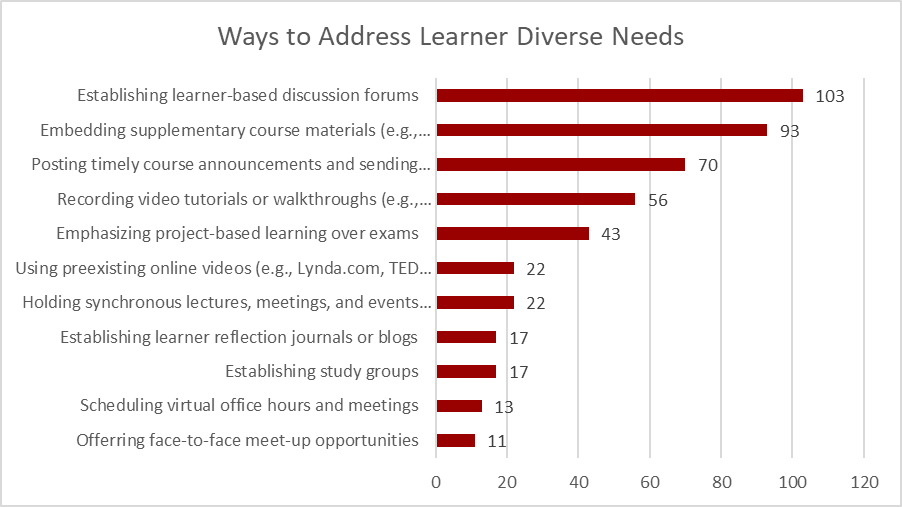 Ways to Address Learner Diverse Needs
Establishing learner-based discussion forums 103
Embedding supplementary course materials (e.g.,... 93
Posting timely course announcements and sending... 70
Recording video tutorials or walkthroughs (e.g.,... 56
Emphasizing project-based learning over exams 43
Using preexisting online videos (e.g., Lynda.com, TED... 22
Holding synchronous lectures, meetings, and events... 22
Establishing learner reflection journals or blogs 17
Establishing study groups 17
Scheduling virtual office hours and meetings 13
Offerring face-to-face meet-up opportunities 11
0 20 40 60 80 100 120